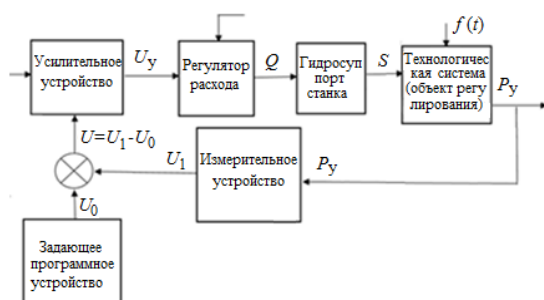 f(t)
Усилительное
устройство
Uу
Регулятор
расхода
Q
Гидросуп
порт
станка
S
Технологичес
кая система
(объект регу
лирования)
Pу
U=U1-U0
U1
Измерительное
устройство
Pу
U0
Задающее
программное
устройство